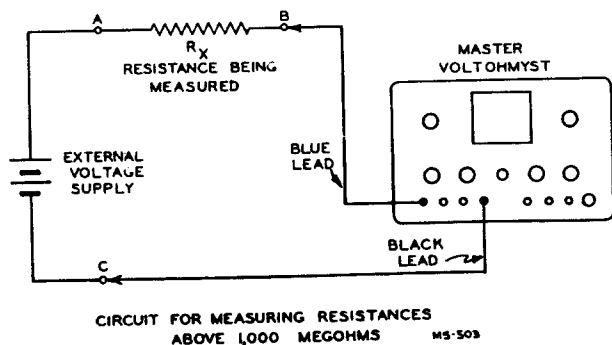 A
B
R X
RESISTANCE BEING
MEASURED
MASTER
VOLTOHMYST
EXTERNAL
VOLTAGE
SUPPLY
BLUE
LEAD
BLACK
LEAD
C
CIRCUIT FOR MEASURING RESISTANCES
ABOVE 1,000 MEGOHMS MS-503